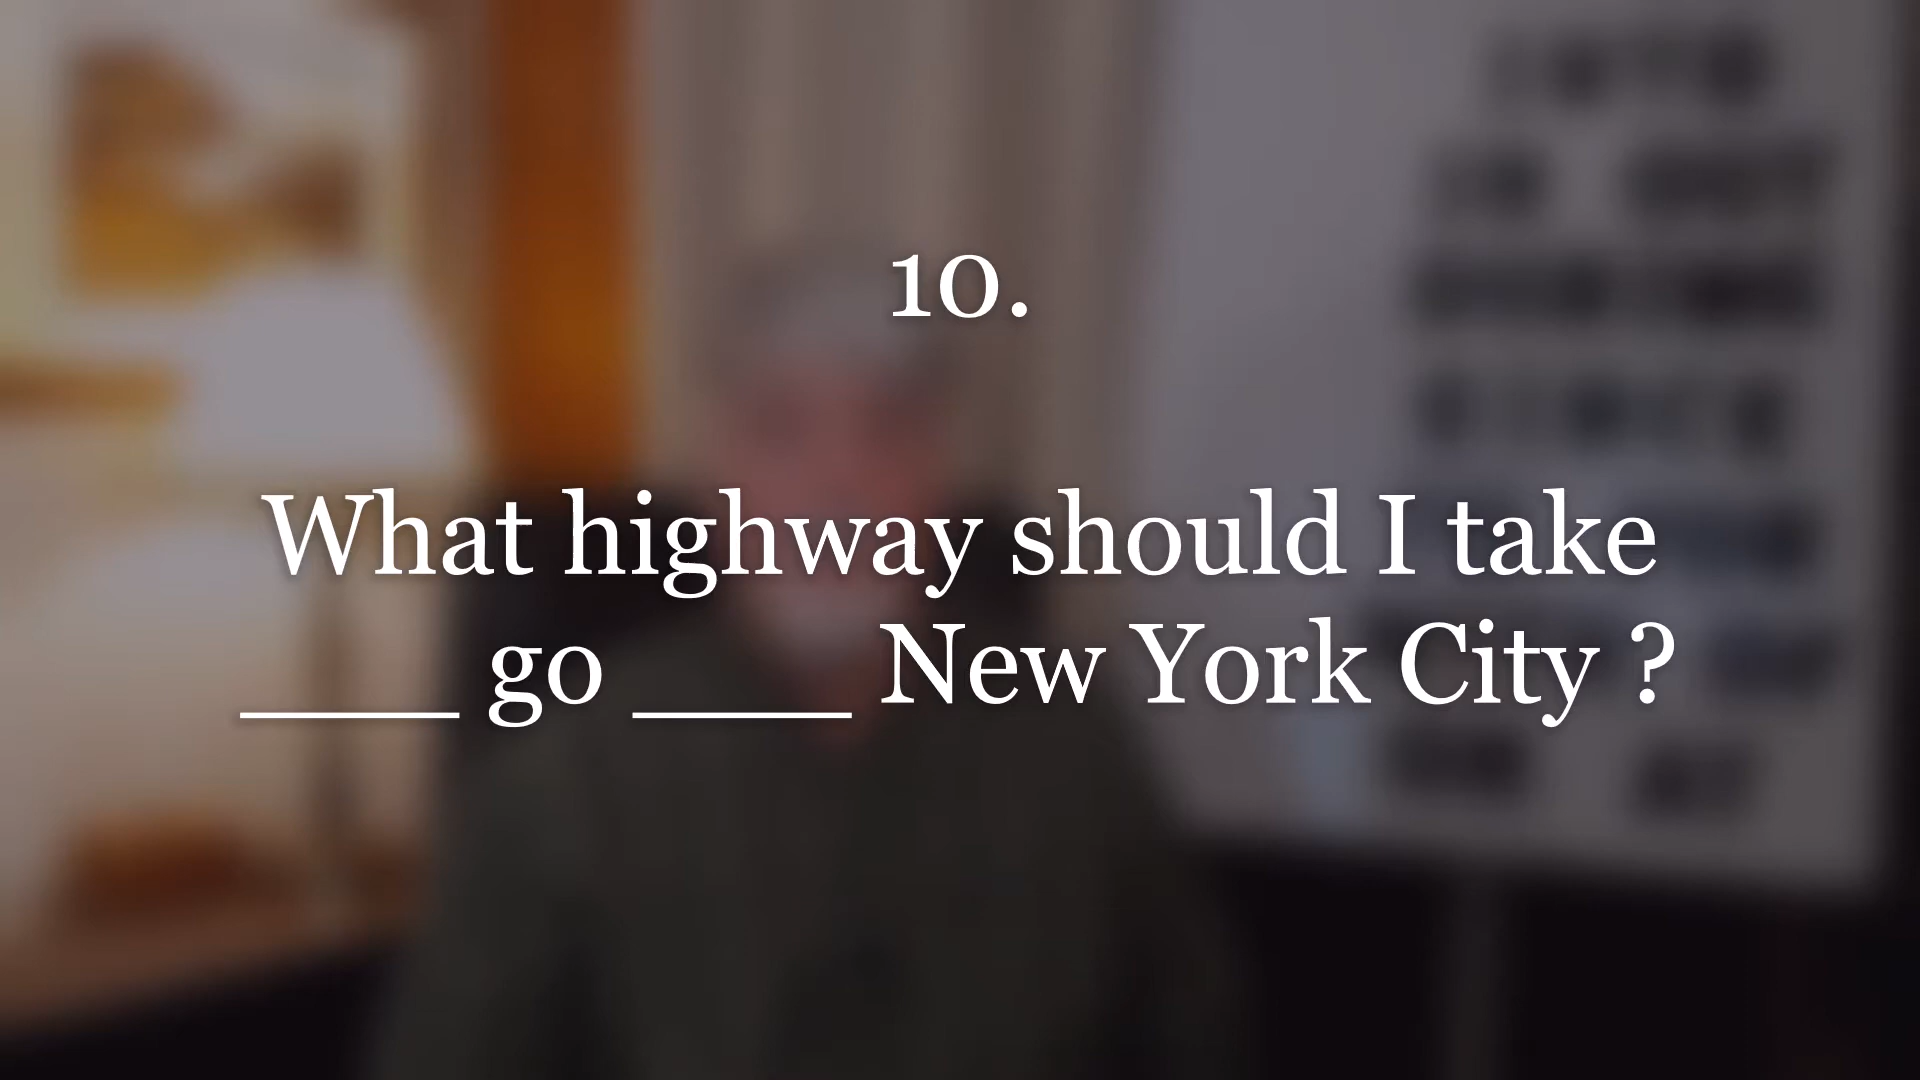 10.
What highway should I take
____ go ____ New York City ?